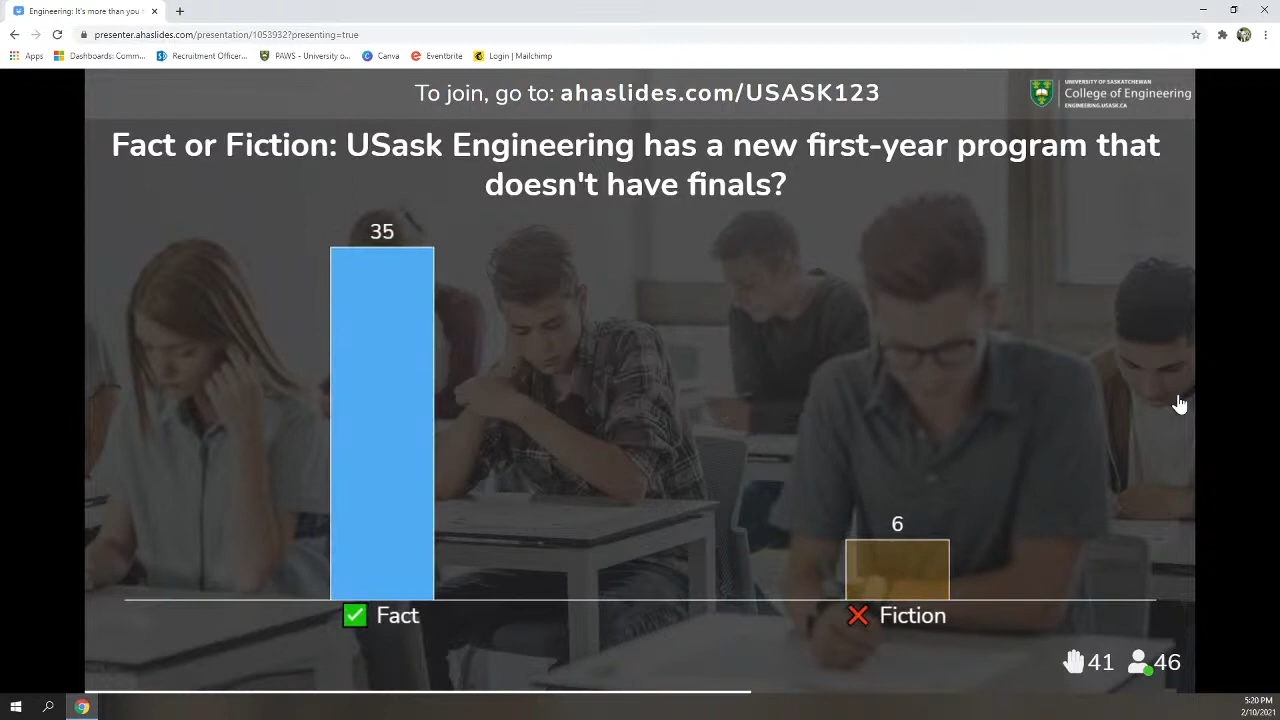 Engineering: It's more than you
presenter.ahaslides.com/presentation/1053932?presenting=true
Apps
Dashboards: Comm...
Recruitment Officer...
PAWS - University o...
Canva
Eventbrite
Login | Mailchimp
To join, go to: ahaslides.com/USASK123
UNIVERSITY OF SASKATCHEWAN
College of Engineering
ENGINEERING.USASK.CA
Fact or Fiction: USask Engineering has a new first-year program that
doesn't have finals?
35
6
Fact
Fiction
41
46
5:20 PM
2/10/2021